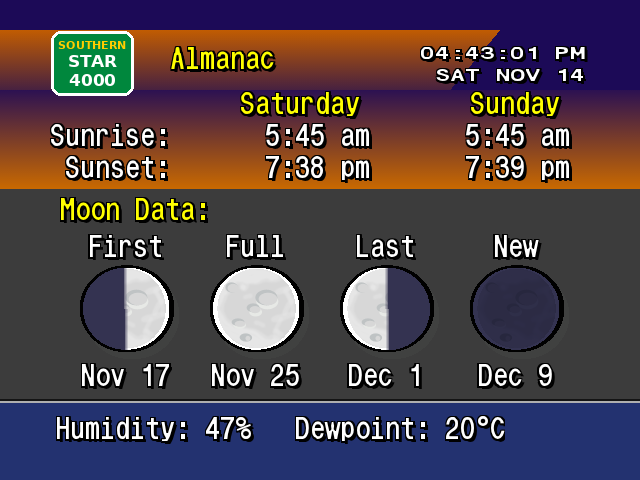 SOUTHERN
STAR
4000
Almanac
04:43:01 PM
SAT NOV 14
Saturday Sunday
Sunrise: 5:45 am 5:45 am
Sunset: 7:38 pm 7:39 pm
Moon Data:
First Full Last New
Nov 17 Nov 25 Dec 1 Dec 9
Humidity: 47% Dewpoint: 20°C